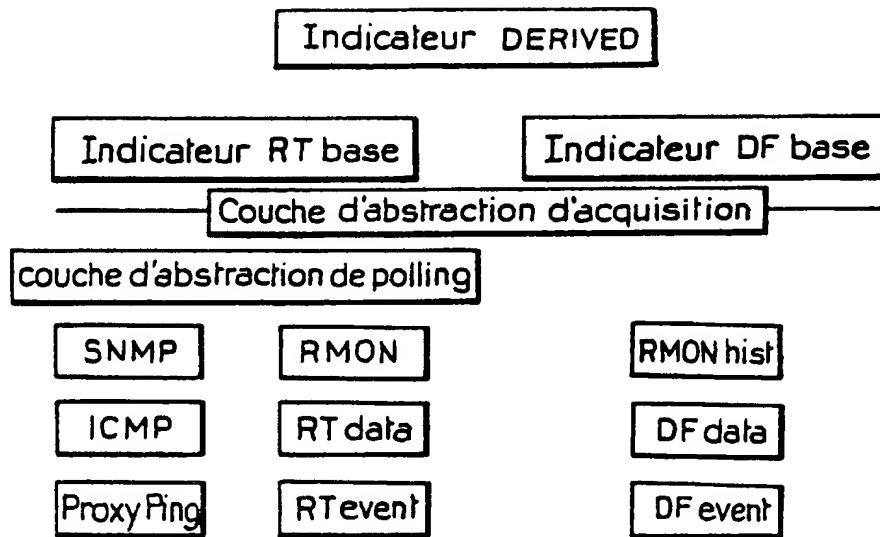 Indicateur DERIVED
Indicateur RT base
Indicateur DF base
Couche d'abstraction d'acquisition
couche d'abstraction de polling
SNMP
RMON
RMON hist
ICMP
RT data
DF data
Proxy Ping
RT event
DF event